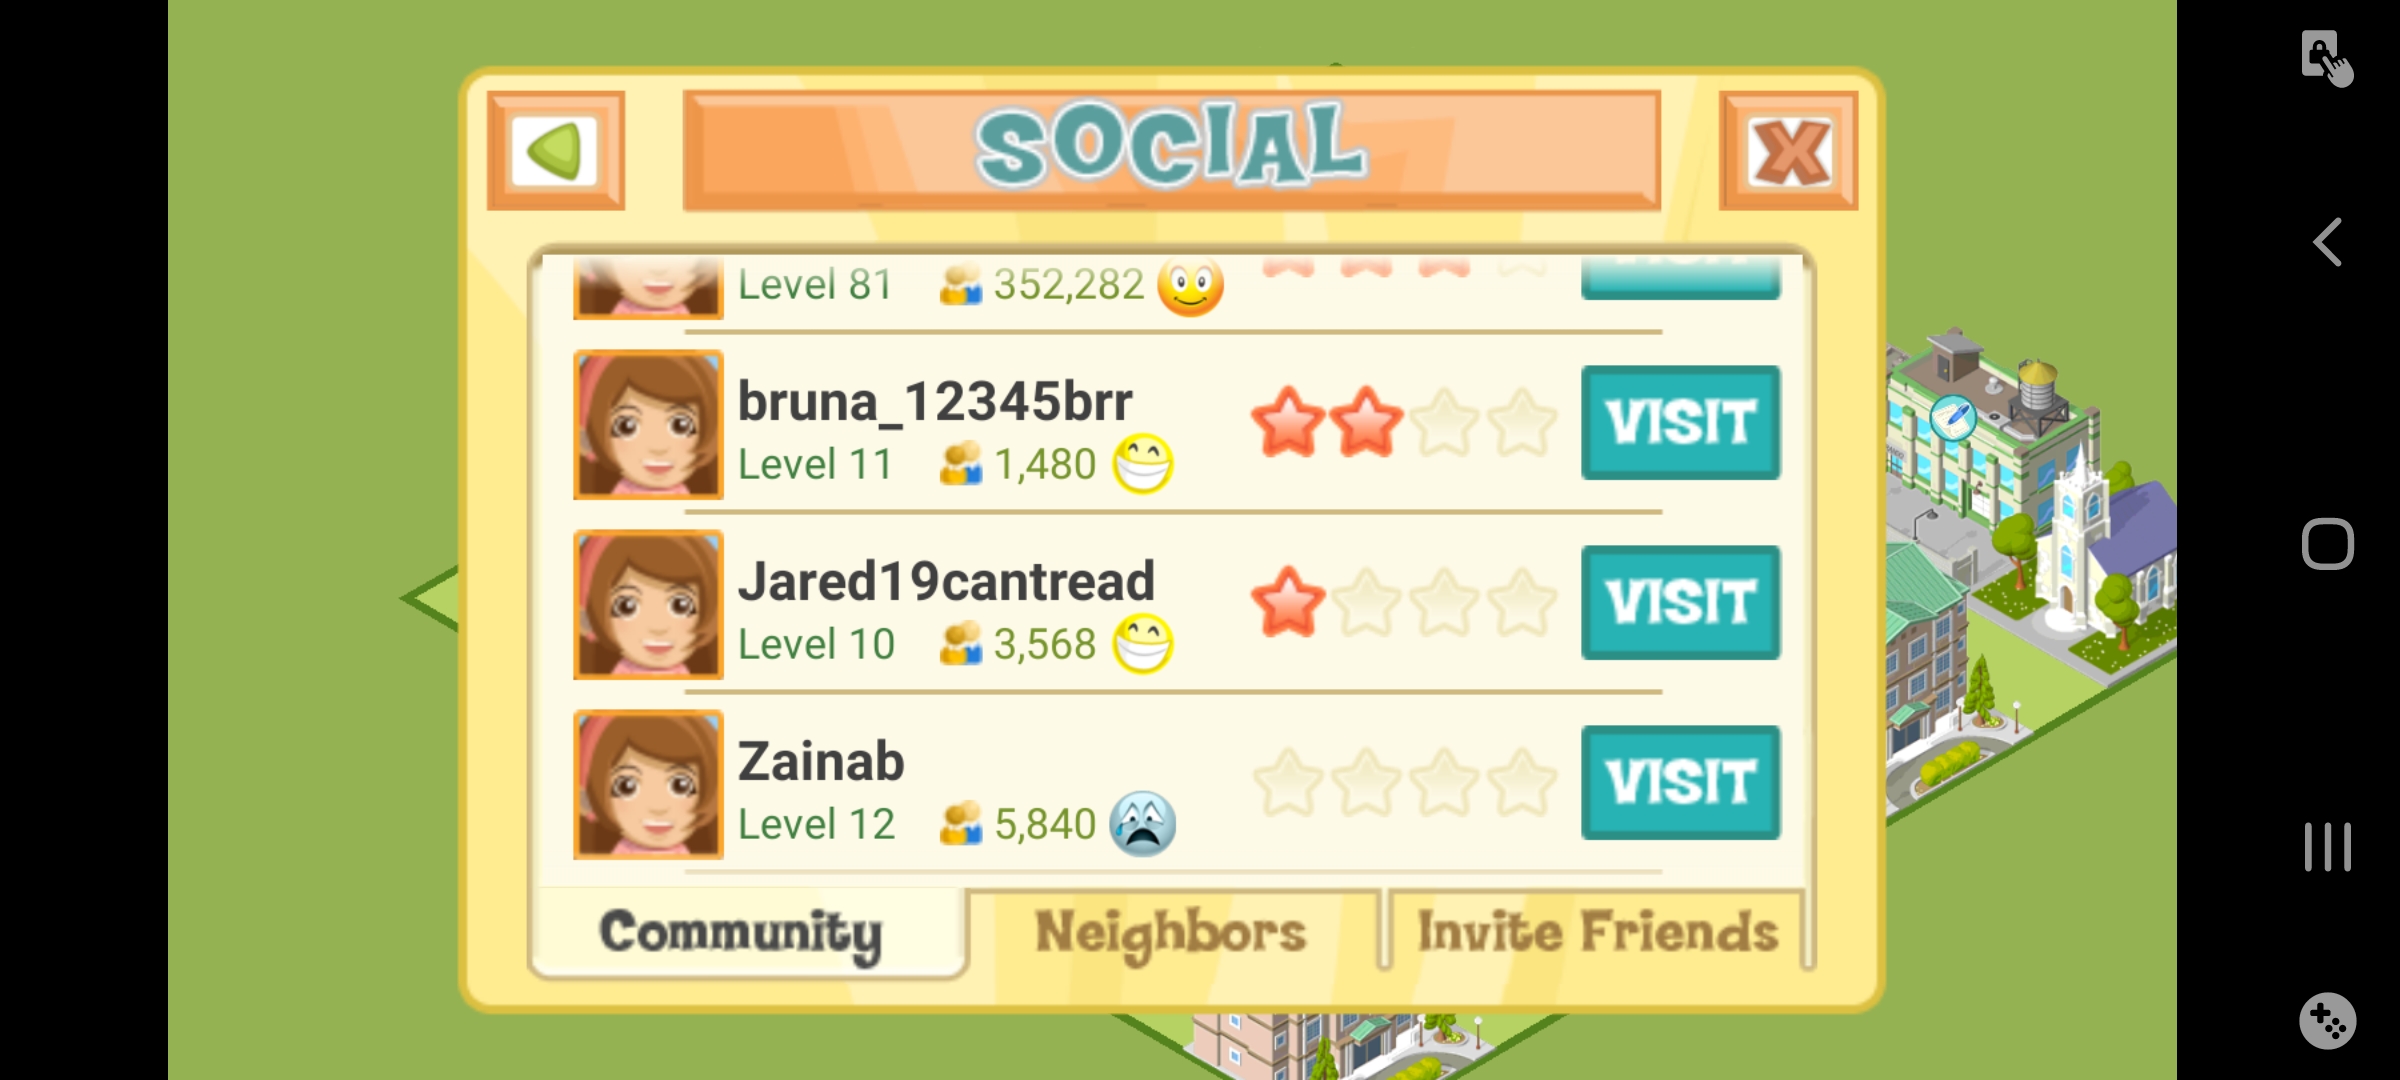 SOCIAL
Level 81 352,282
bruna_12345brr
Level 11 1,480
VISIT
Jared19cantread
Level 10 3,568
VISIT
Zainab
Level 12 5,840
VISIT
Community Neighbors Invite Friends